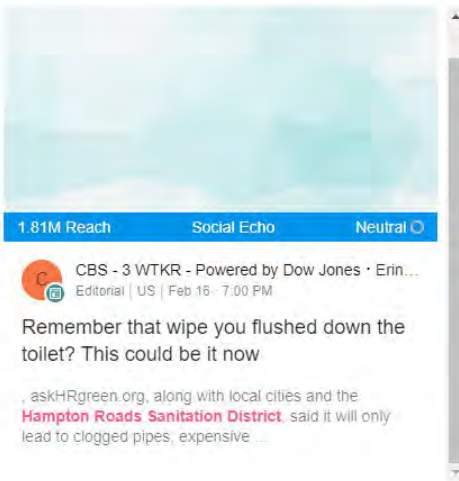 1.81M Reach Social Echo Neutral
C CBS - 3 WTKR - Powered by Dow Jones · Erin...
Editorial | US | Feb 16 · 7:00 PM
Remember that wipe you flushed down the
toilet? This could be it now
, askHRgreen.org, along with local cities and the
Hampton Roads Sanitation District, said it will only
lead to clogged pipes, expensive ...